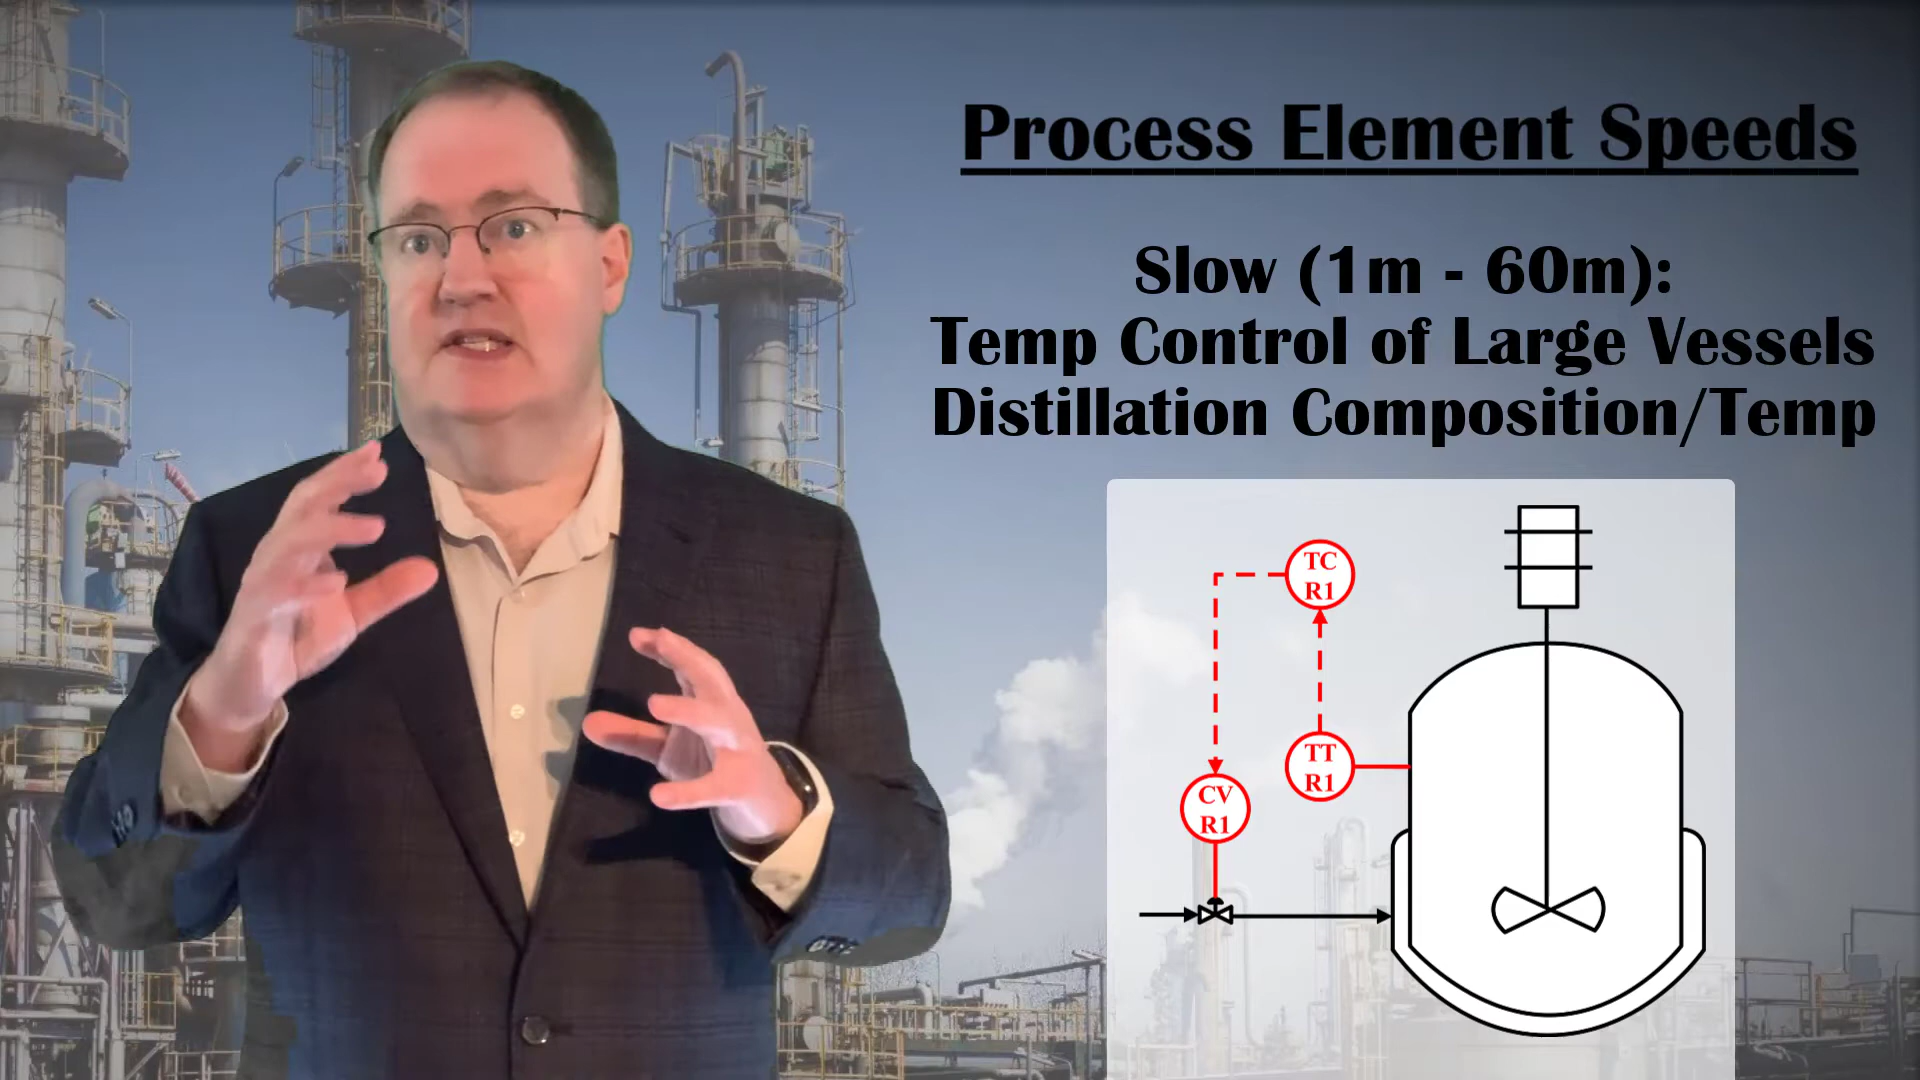 Process Element Speeds
Slow (1m - 60m):
Temp Control of Large Vessels
Distillation Composition/Temp
TC
R1
TT
R1
CV
R1